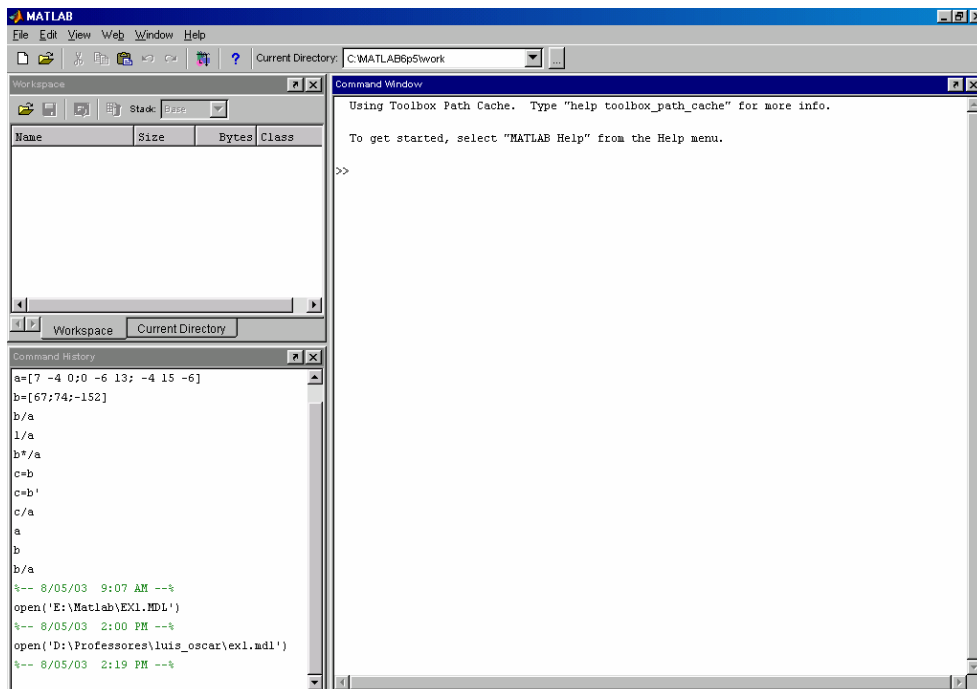 MATLAB
File Edit View Web Window Help
Current Directory: C:\MATLAB6p5\work ...
Workspace
Stack: Base
Name Size Bytes Class
Workspace Current Directory
Command History
a=[7 -4 0;0 -6 13; -4 15 -6]
b=[67;74;-152]
b/a
1/a
b*/a
c=b
c=b'
c/a
a
b
b/a
%-- 8/05/03 9:07 AM --%
open('E:\Matlab\EX1.MDL')
%-- 8/05/03 2:00 PM --%
open('D:\Professores\luis_oscar\ex1.mdl')
%-- 8/05/03 2:19 PM --%
Command Window
Using Toolbox Path Cache. Type "help toolbox_path_cache" for more info.
To get started, select "MATLAB Help" from the Help menu.
>>